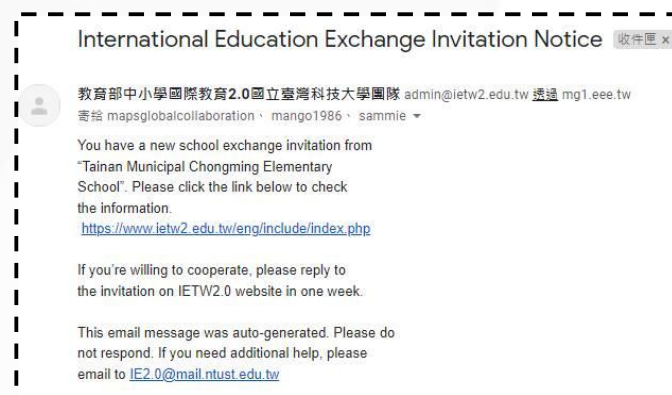 International Education Exchange Invitation Notice 收件匣 x
教育部中小學國際教育2.0國立臺灣科技大學團隊 admin@ietw2.edu.tw 透過 mg1.eee.tw
寄給 mapsglobalcollaboration、mango1986、sammie
You have a new school exchange invitation from
“Tainan Municipal Chongming Elementary
School”. Please click the link below to check
the information.
https://www.ietw2.edu.tw/eng/include/index.php
If you’re willing to cooperate, please reply to
the invitation on IETW2.0 website in one week.
This email message was auto-generated. Please do
not respond. If you need additional help, please
email to IE2.0@mail.ntust.edu.tw